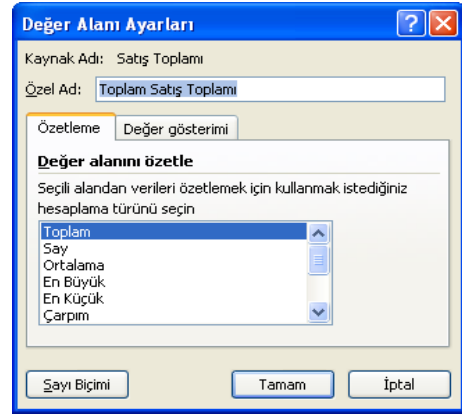 Değer Alanı Ayarları
Kaynak Adı: Satış Toplamı
Özel Ad: Toplam Satış Toplamı
Özetleme Değer gösterimi
Değer alanını özetle
Seçili alandan verileri özetlemek için kullanmak istediğiniz
hesaplama türünü seçin
Toplam
Say
Ortalama
En Büyük
En Küçük
Çarpım
Sayı Biçimi Tamam İptal